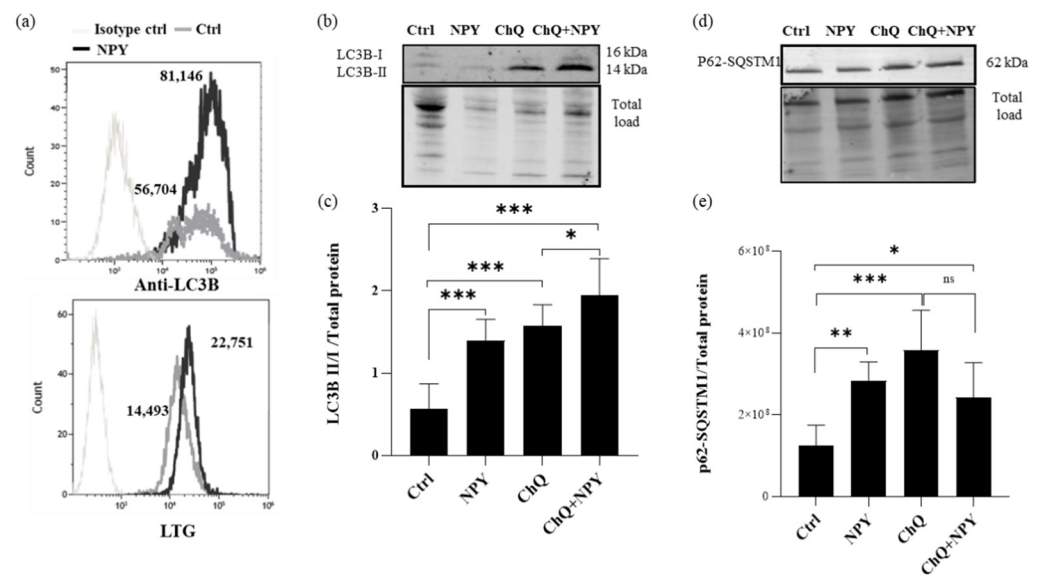 (a)
Isotype ctrl Ctrl
NPY
50
40
30
20
10
0
Count
81,146
56,704
10³ 10⁴ 10⁵ 10⁶
Anti-LC3B
60
40
20
0
Count
22,751
14,493
10³ 10⁴ 10⁵ 10⁶
LTG
(b)
Ctrl NPY ChQ ChQ+NPY
LC3B-I 16 kDa
LC3B-II 14 kDa
Total
load
(c)
LC3B II/I /Total protein
3
2
1
0
***
*
***
***
Ctrl NPY ChQ ChQ+NPY
(d)
Ctrl NPY ChQ ChQ+NPY
P62-SQSTM1 62 kDa
Total
load
(e)
p62-SQSTM1/Total protein
6×10⁸
4×10⁸
2×10⁸
0
*
*** ns
**
Ctrl NPY ChQ ChQ+NPY